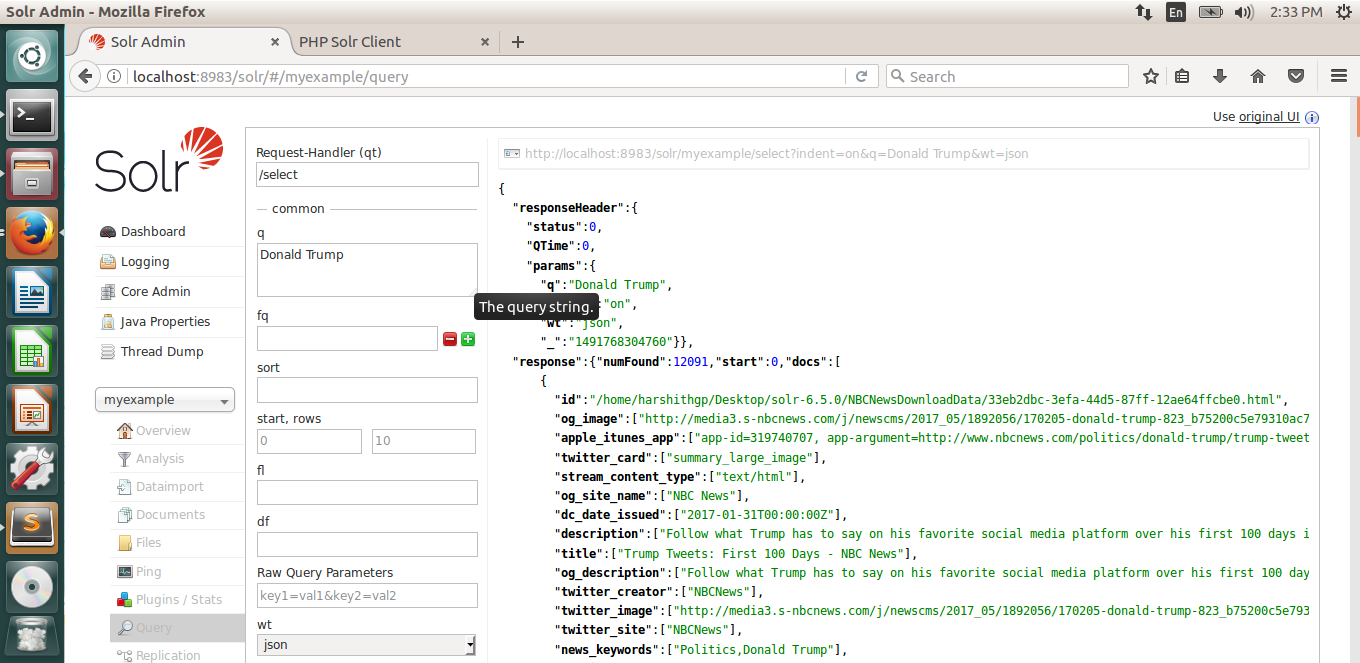 Solr Admin - Mozilla Firefox
En
2:33 PM
Solr Admin
PHP Solr Client
localhost:8983/solr/#/myexample/query
Search
Use original UI
Solr
Dashboard
Logging
Core Admin
Java Properties
Thread Dump
myexample
Overview
Analysis
Dataimport
Documents
Files
Ping
Plugins / Stats
Query
Replication
Request-Handler (qt)
/select
common
q
Donald Trump
The query string.
fq
sort
start, rows
0
10
fl
df
Raw Query Parameters
key1=val1&key2=val2
wt
json
http://localhost:8983/solr/myexample/select?indent=on&q=Donald Trump&wt=json
{
"responseHeader":{
"status":0,
"QTime":0,
"params":{
"q":"Donald Trump",
"on",
"wt":"json",
"_":"1491768304760"}},
"response":{"numFound":12091,"start":0,"docs":[
{
"id":"/home/harshithgp/Desktop/solr-6.5.0/NBCNewsDownloadData/33eb2dbc-3efa-44d5-87ff-12ae64ffcbe0.html",
"og_image":["http://media3.s-nbcnews.com/j/newscms/2017_05/1892056/170205-donald-trump-823_b75200c5e79310ac7
"apple_itunes_app":["app-id=319740707, app-argument=http://www.nbcnews.com/politics/donald-trump/trump-tweet
"twitter_card":["summary_large_image"],
"stream_content_type":["text/html"],
"og_site_name":["NBC News"],
"dc_date_issued":["2017-01-31T00:00:00Z"],
"description":["Follow what Trump has to say on his favorite social media platform over his first 100 days i
"title":["Trump Tweets: First 100 Days - NBC News"],
"og_description":["Follow what Trump has to say on his favorite social media platform over his first 100 day
"twitter_creator":["NBCNews"],
"twitter_image":["http://media3.s-nbcnews.com/j/newscms/2017_05/1892056/170205-donald-trump-823_b75200c5e793
"twitter_site":["NBCNews"],
"news_keywords":["Politics,Donald Trump"],